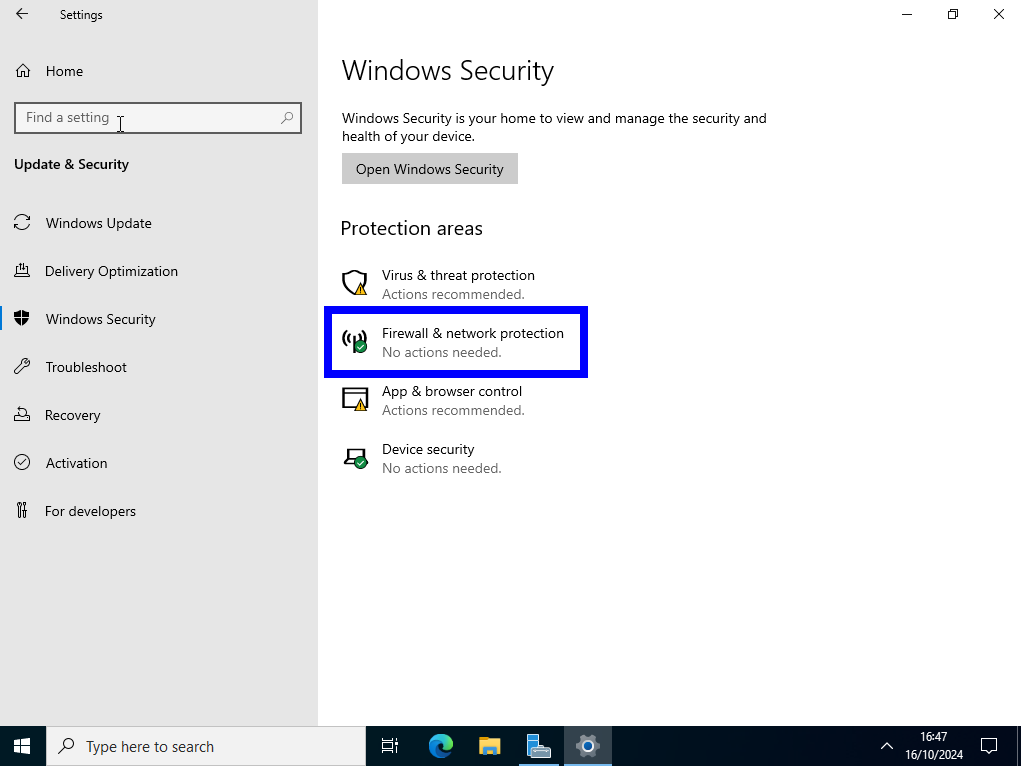 Settings
Home
Find a setting
Update & Security
Windows Update
Delivery Optimization
Windows Security
Troubleshoot
Recovery
Activation
For developers
Windows Security
Windows Security is your home to view and manage the security and
health of your device.
Open Windows Security
Protection areas
Virus & threat protection
Actions recommended.
Firewall & network protection
No actions needed.
App & browser control
Actions recommended.
Device security
No actions needed.
Type here to search
16:47
16/10/2024